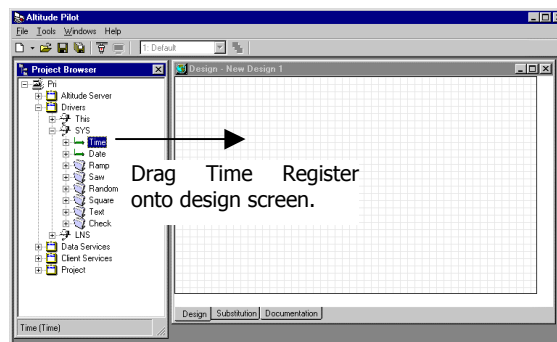 Altitude Pilot
File Tools Windows Help
1: Default
Project Browser
Pri
Altitude Server
Drivers
This
SYS
Time
Date
Ramp
Saw
Random
Square
Text
Check
LNS
Data Services
Client Services
Project
Time (Time)
Design - New Design 1
Drag Time Register
onto design screen.
Design Substitution Documentation